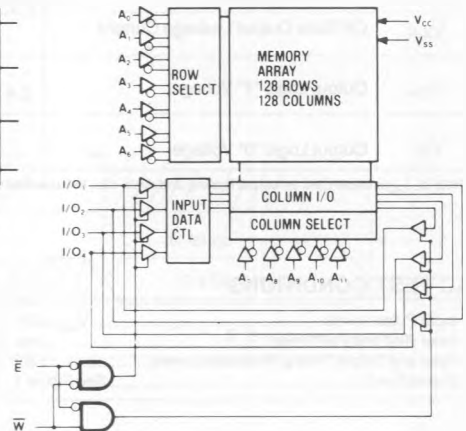 A₀
A₁
A₂
A₃
A₄
A₅
A₆
ROW
SELECT
MEMORY
ARRAY
128 ROWS
128 COLUMNS
VCC
VSS
I/O₁
I/O₂
I/O₃
I/O₄
INPUT
DATA
CTL
COLUMN I/O
COLUMN SELECT
A₈ A₉ A₁₀ A₁₁
E̅
W̅